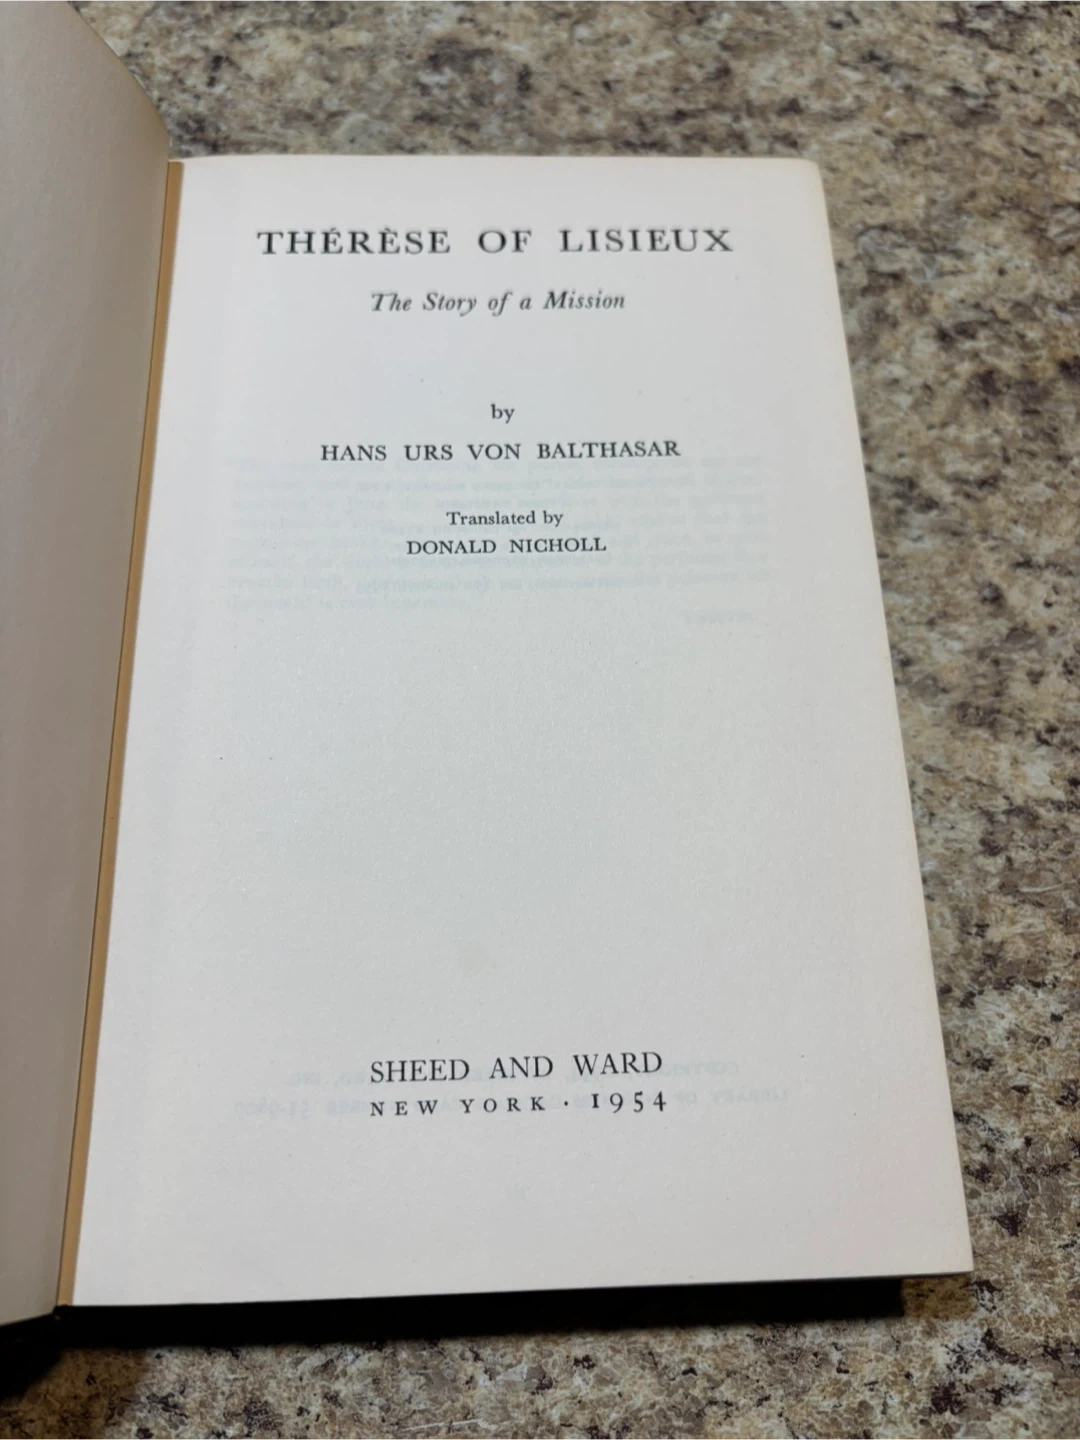 THÉRÈSE OF LISIEUX
The Story of a Mission
by
HANS URS VON BALTHASAR
Translated by
DONALD NICHOLL
SHEED AND WARD
NEW YORK · 1954